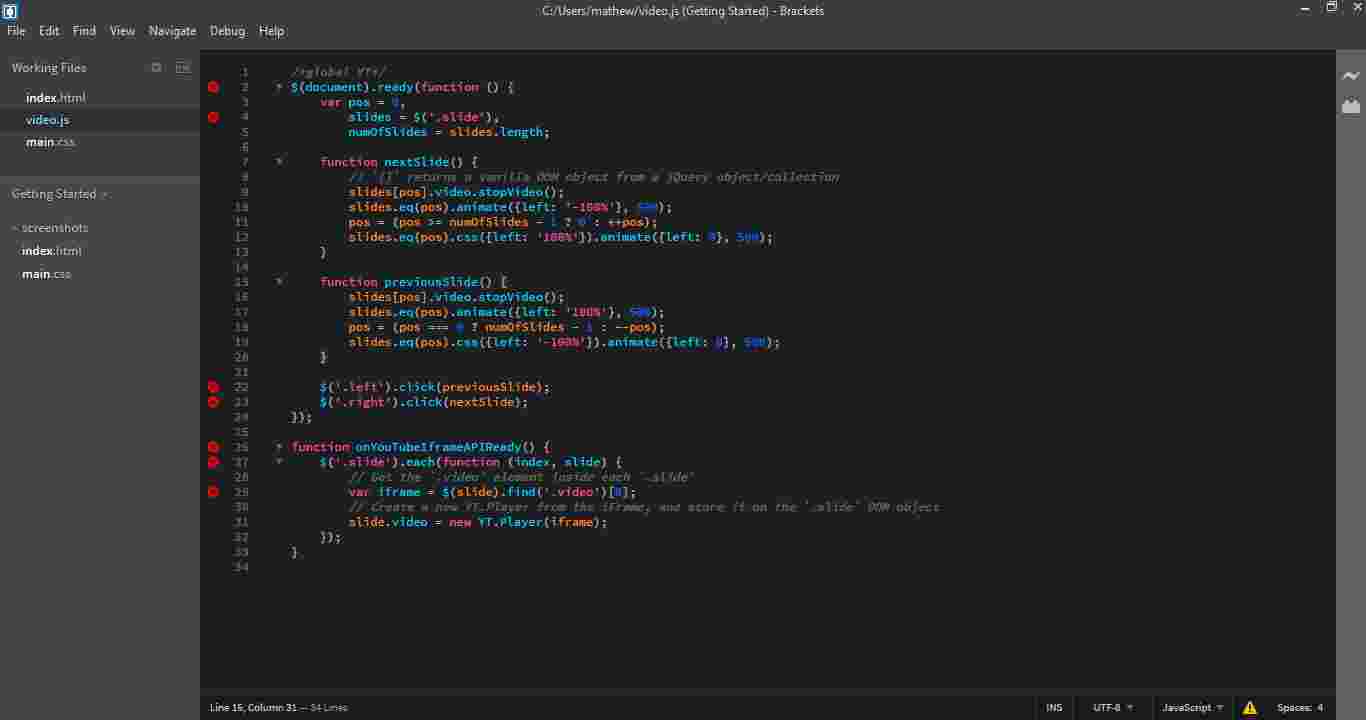 C:/Users/mathew/video.js (Getting Started) - Brackets
File Edit Find View Navigate Debug Help
Working Files
index.html
video.js
main.css
Getting Started
screenshots
index.html
main.css
1 /*global YT*/
2 $(document).ready(function () {
3 var pos = 0,
4 slides = $('.slide'),
5 numOfSlides = slides.length;
6
7 function nextSlide() {
8 // `[]` returns a vanilla DOM object from a jQuery object/collection
9 slides[pos].video.stopVideo();
10 slides.eq(pos).animate({left: '-100%'}, 500);
11 pos = (pos >= numOfSlides - 1 ? 0 : ++pos);
12 slides.eq(pos).css({left: '100%'}).animate({left: 0}, 500);
13 }
14
15 function previousSlide() {
16 slides[pos].video.stopVideo();
17 slides.eq(pos).animate({left: '100%'}, 500);
18 pos = (pos === 0 ? numOfSlides - 1 : --pos);
19 slides.eq(pos).css({left: '-100%'}).animate({left: 0}, 500);
20 }
21
22 $('.left').click(previousSlide);
23 $('.right').click(nextSlide);
24 });
25
26 function onYouTubeIframeAPIReady() {
27 $('.slide').each(function (index, slide) {
28 // Get the `.video` element inside each `.slide`
29 var iframe = $(slide).find('.video')[0];
30 // Create a new YT.Player from the iFrame, and store it on the `.slide` DOM object
31 slide.video = new YT.Player(iframe);
32 });
33 }
34
Line 15, Column 31 — 34 Lines
INS UTF-8 JavaScript Spaces: 4